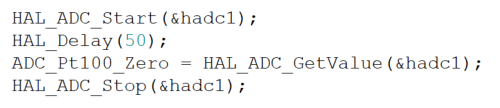 HAL_ADC_Start(&hadc1);
HAL_Delay(50);
ADC_Pt100_Zero = HAL_ADC_GetValue(&hadc1);
HAL_ADC_Stop(&hadc1);